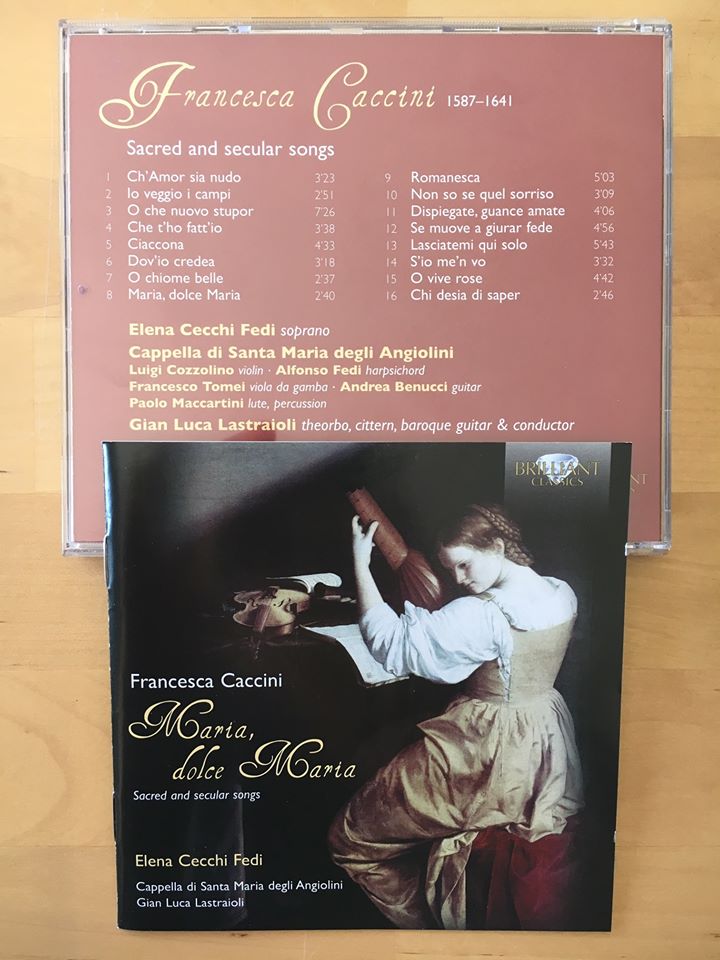 Francesca Caccini 1587–1641
Sacred and secular songs
1 Ch'Amor sia nudo 3'23
2 Io veggio i campi 2'51
3 O che nuovo stupor 7'26
4 Che t'ho fatt'io 3'38
5 Ciaccona 4'33
6 Dov'io credea 3'18
7 O chiome belle 2'37
8 Maria, dolce Maria 2'40
9 Romanesca 5'03
10 Non so se quel sorriso 3'09
11 Dispiegate, guance amate 4'06
12 Se muove a giurar fede 4'56
13 Lasciatemi qui solo 5'43
14 S'io me'n vo 3'32
15 O vive rose 4'42
16 Chi desia di saper 2'46
Elena Cecchi Fedi soprano
Cappella di Santa Maria degli Angiolini
Luigi Cozzolino violin · Alfonso Fedi harpsichord
Francesco Tomei viola da gamba · Andrea Benucci guitar
Paolo Maccartini lute, percussion
Gian Luca Lastraioli theorbo, cittern, baroque guitar & conductor
BRILLIANT
CLASSICS
Francesca Caccini
Maria,
dolce Maria
Sacred and secular songs
Elena Cecchi Fedi
Cappella di Santa Maria degli Angiolini
Gian Luca Lastraioli